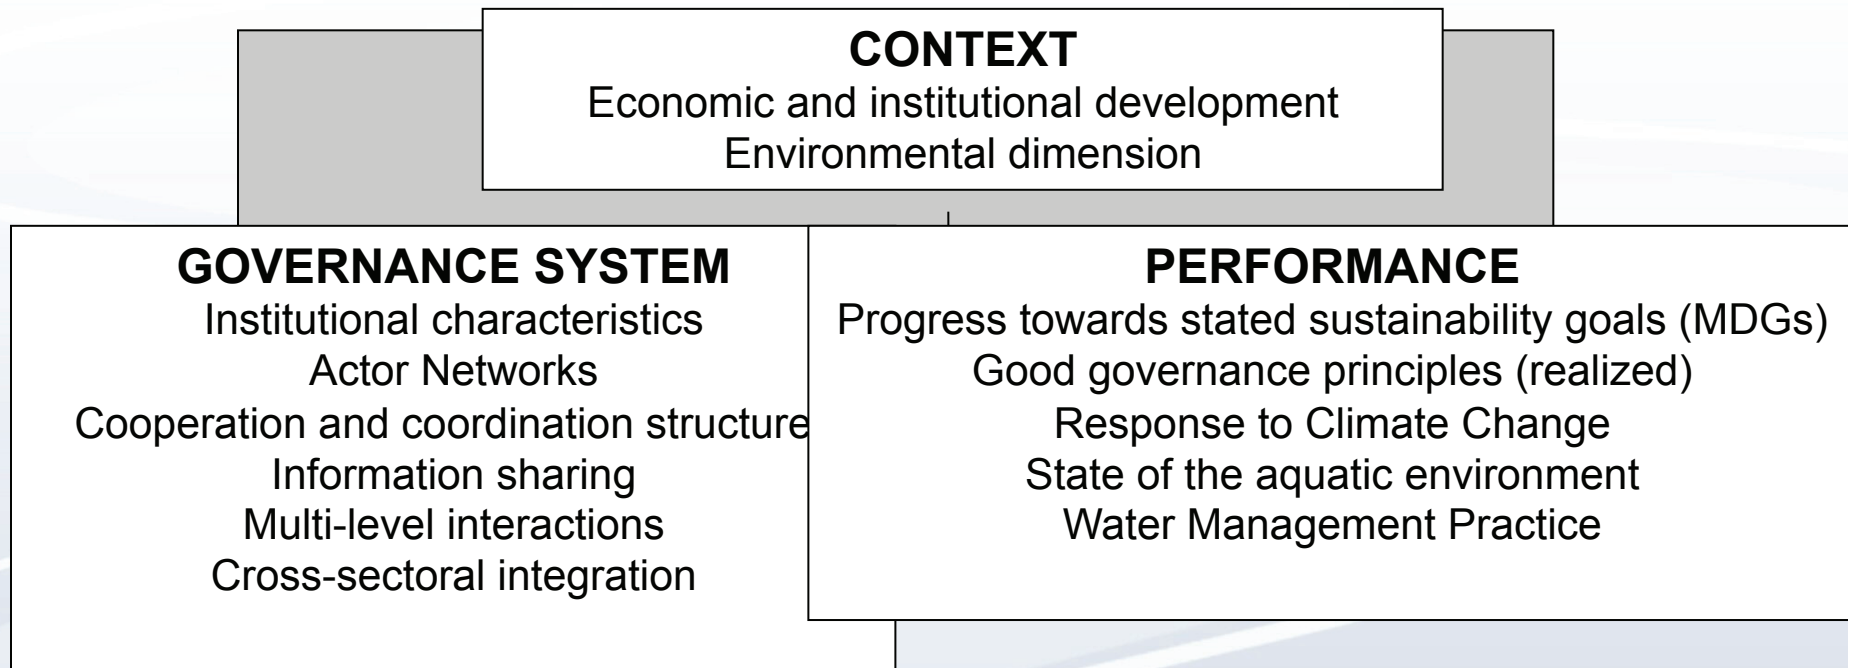 CONTEXT
Economic and institutional development
Environmental dimension
GOVERNANCE SYSTEM
Institutional characteristics
Actor Networks
Cooperation and coordination structure
Information sharing
Multi-level interactions
Cross-sectoral integration
PERFORMANCE
Progress towards stated sustainability goals (MDGs)
Good governance principles (realized)
Response to Climate Change
State of the aquatic environment
Water Management Practice